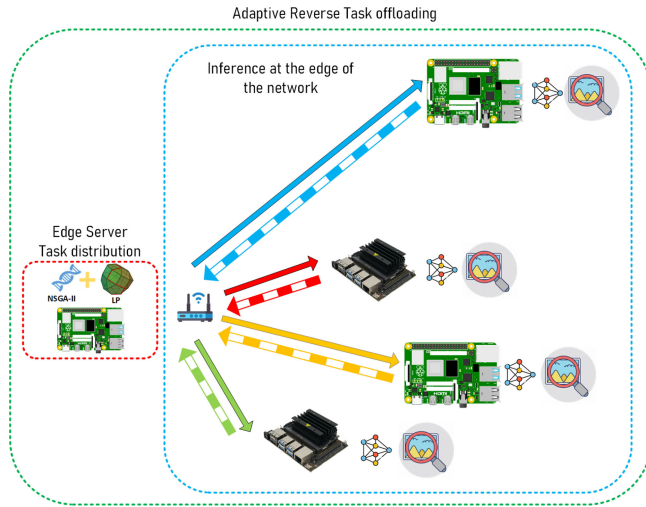 Adaptive Reverse Task offloading
Inference at the edge of
the network
Edge Server
Task distribution
NSGA-II
LP